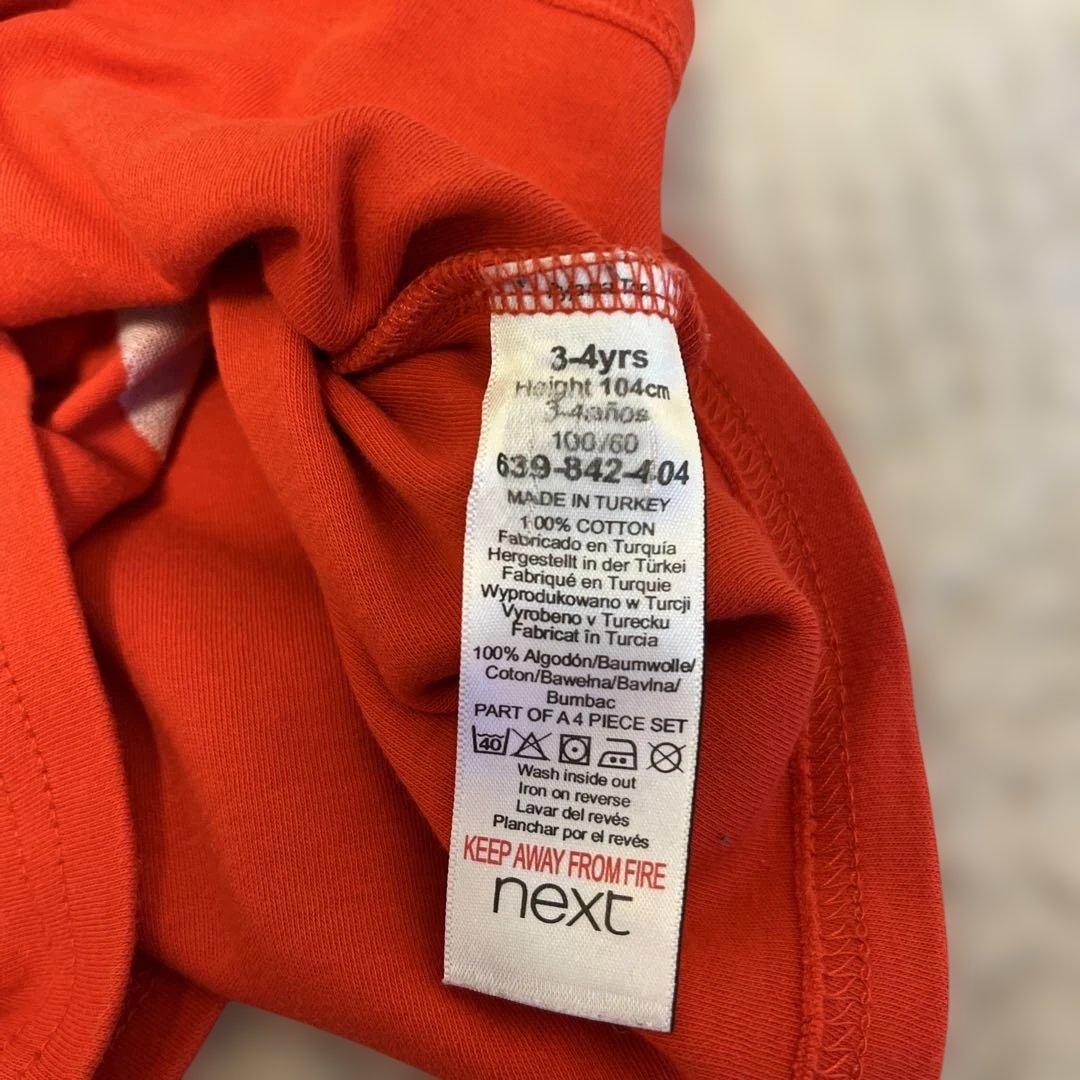 3-4yrs
Height 104cm
3-4años
100/60
639-842-404
MADE IN TURKEY
100% COTTON
Fabricado en Turquía
Hergestellt in der Türkei
Fabriqué en Turquie
Wyprodukowano w Turcji
Vyrobeno v Turecku
Fabricat în Turcia
100% Algodón/Baumwolle/
Coton/Bawełna/Bavlna/
Bumbac
PART OF A 4 PIECE SET
40
Wash inside out
Iron on reverse
Lavar del revés
Planchar por el revés
KEEP AWAY FROM FIRE
next